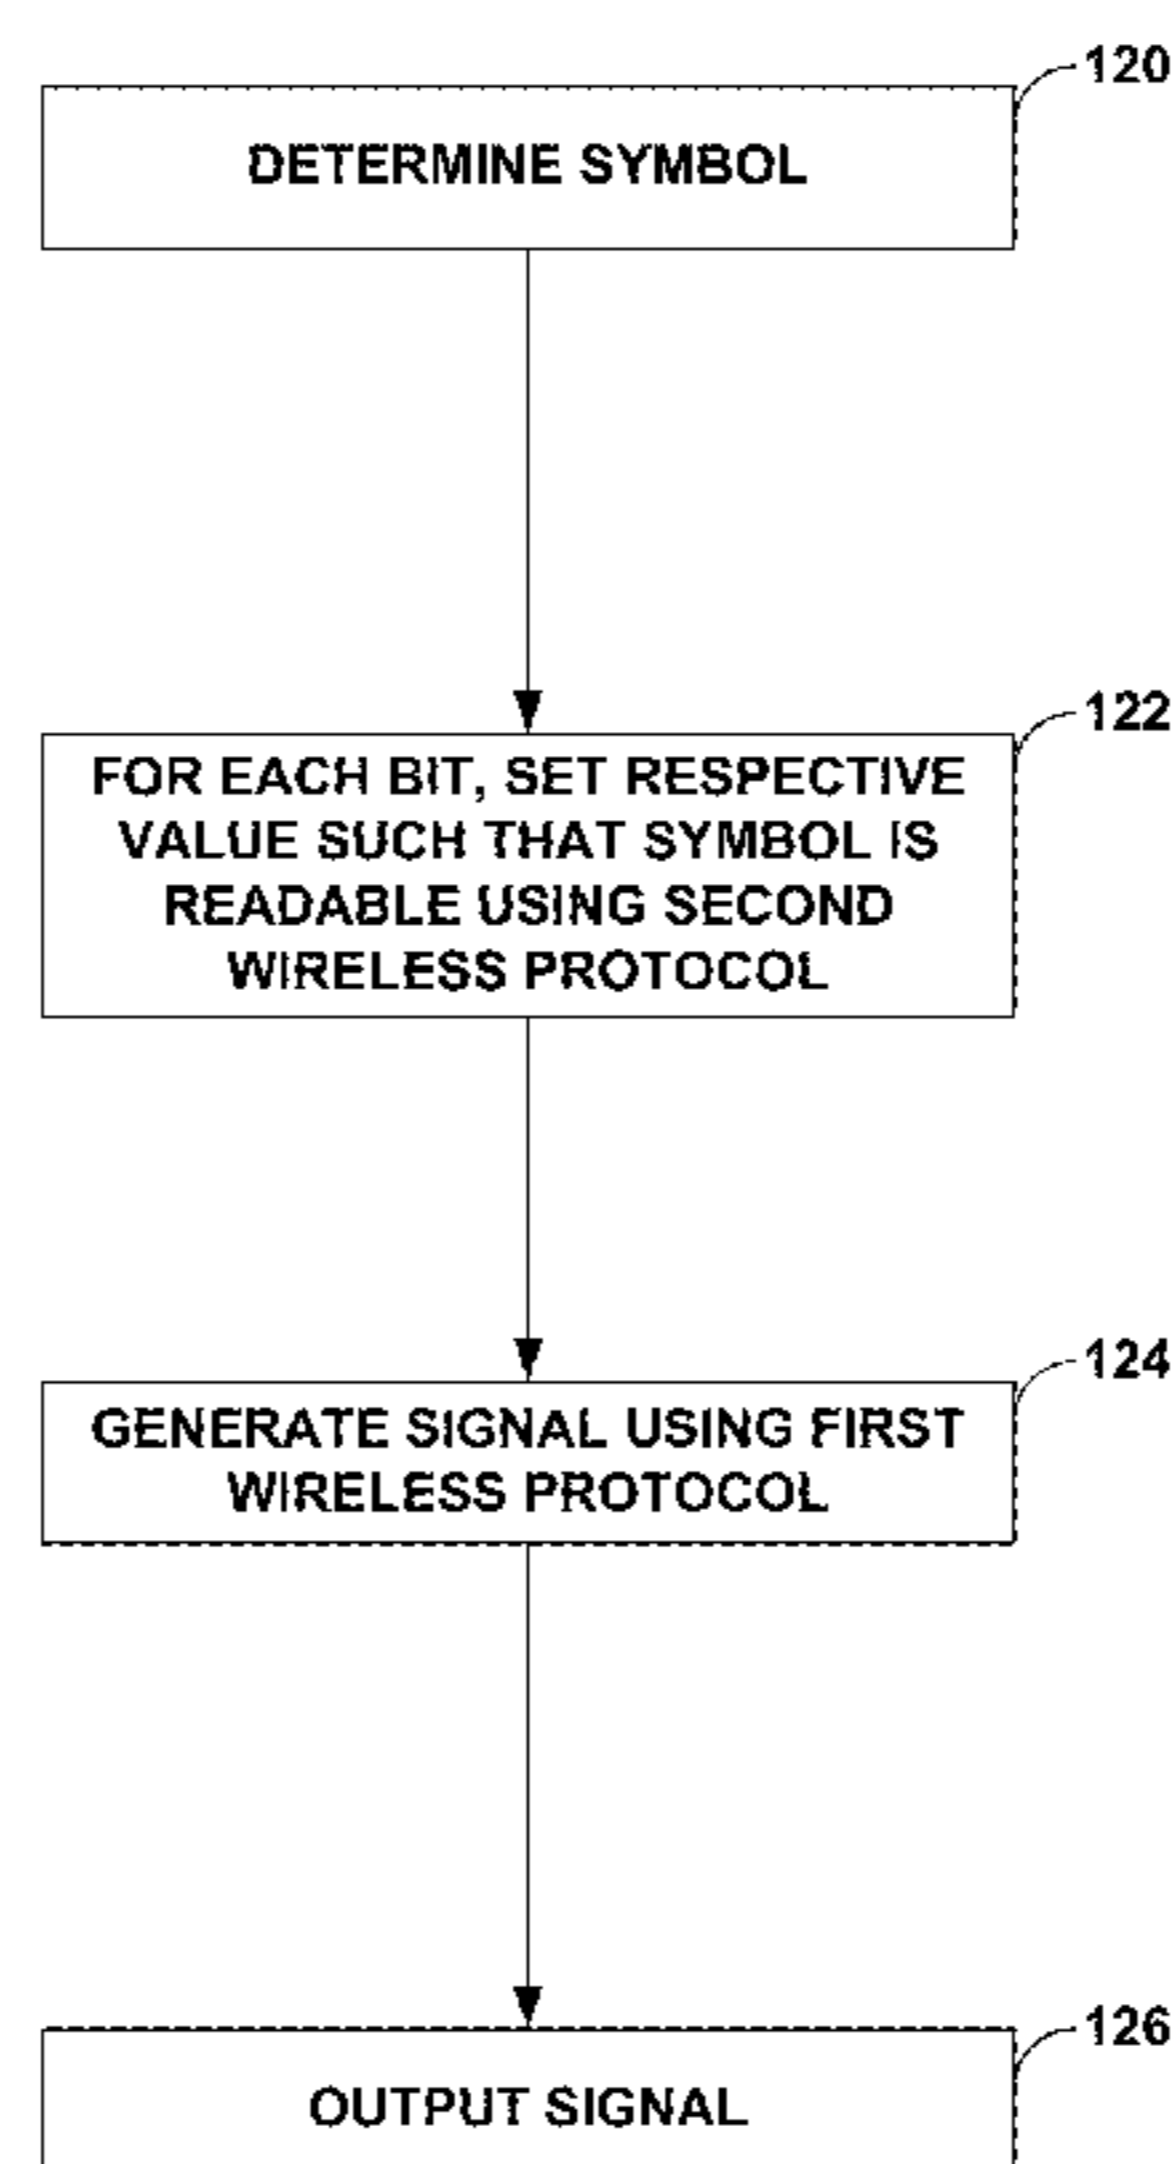 120
DETERMINE SYMBOL
122
FOR EACH BIT, SET RESPECTIVE
VALUE SUCH THAT SYMBOL IS
READABLE USING SECOND
WIRELESS PROTOCOL
124
GENERATE SIGNAL USING FIRST
WIRELESS PROTOCOL
126
OUTPUT SIGNAL